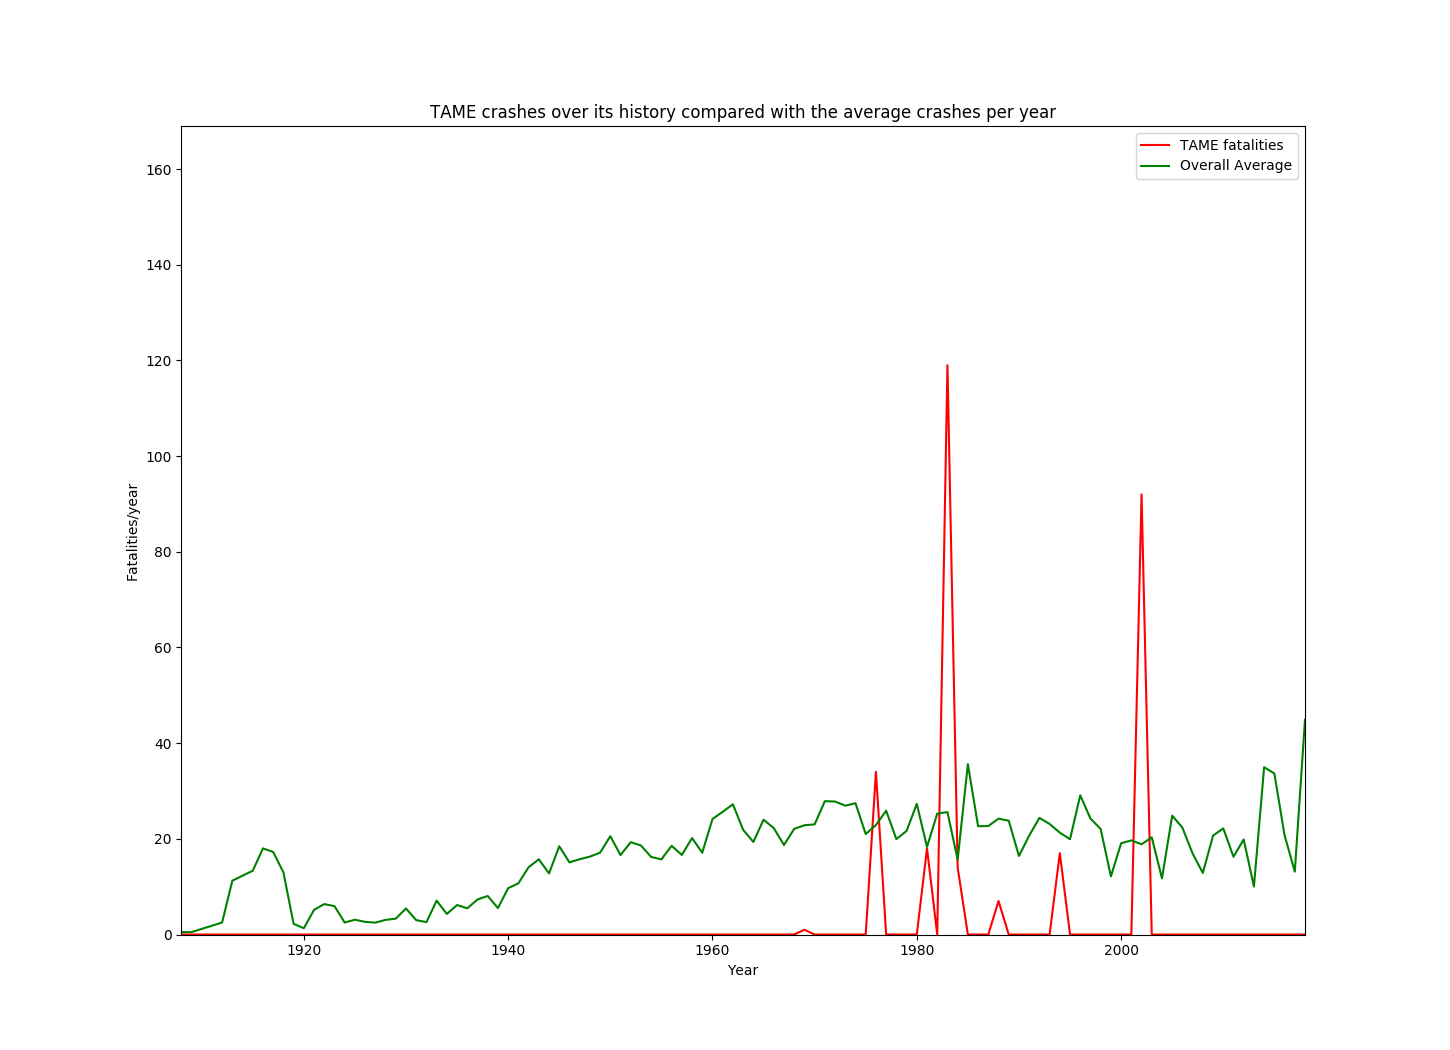 TAME crashes over its history compared with the average crashes per year
TAME fatalities
Overall Average
160
140
120
100
80
60
40
20
0
Fatalities/year
1920 1940 1960 1980 2000
Year